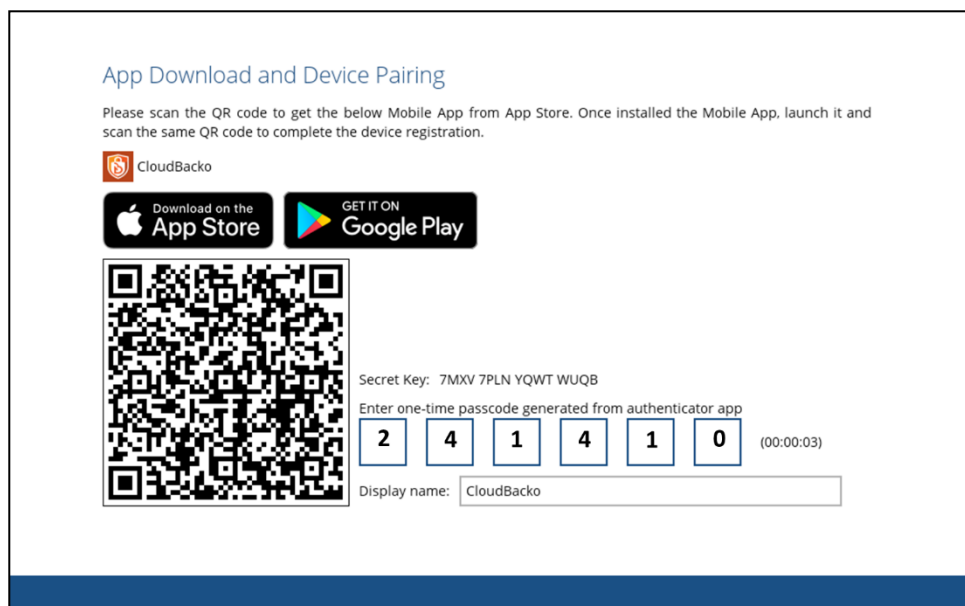 App Download and Device Pairing
Please scan the QR code to get the below Mobile App from App Store. Once installed the Mobile App, launch it and
scan the same QR code to complete the device registration.
CloudBacko
Download on the
App Store
GET IT ON
Google Play
Secret Key: 7MXV 7PLN YQWT WUQB
Enter one-time passcode generated from authenticator app
2 4 1 4 1 0 (00:00:03)
Display name: CloudBacko